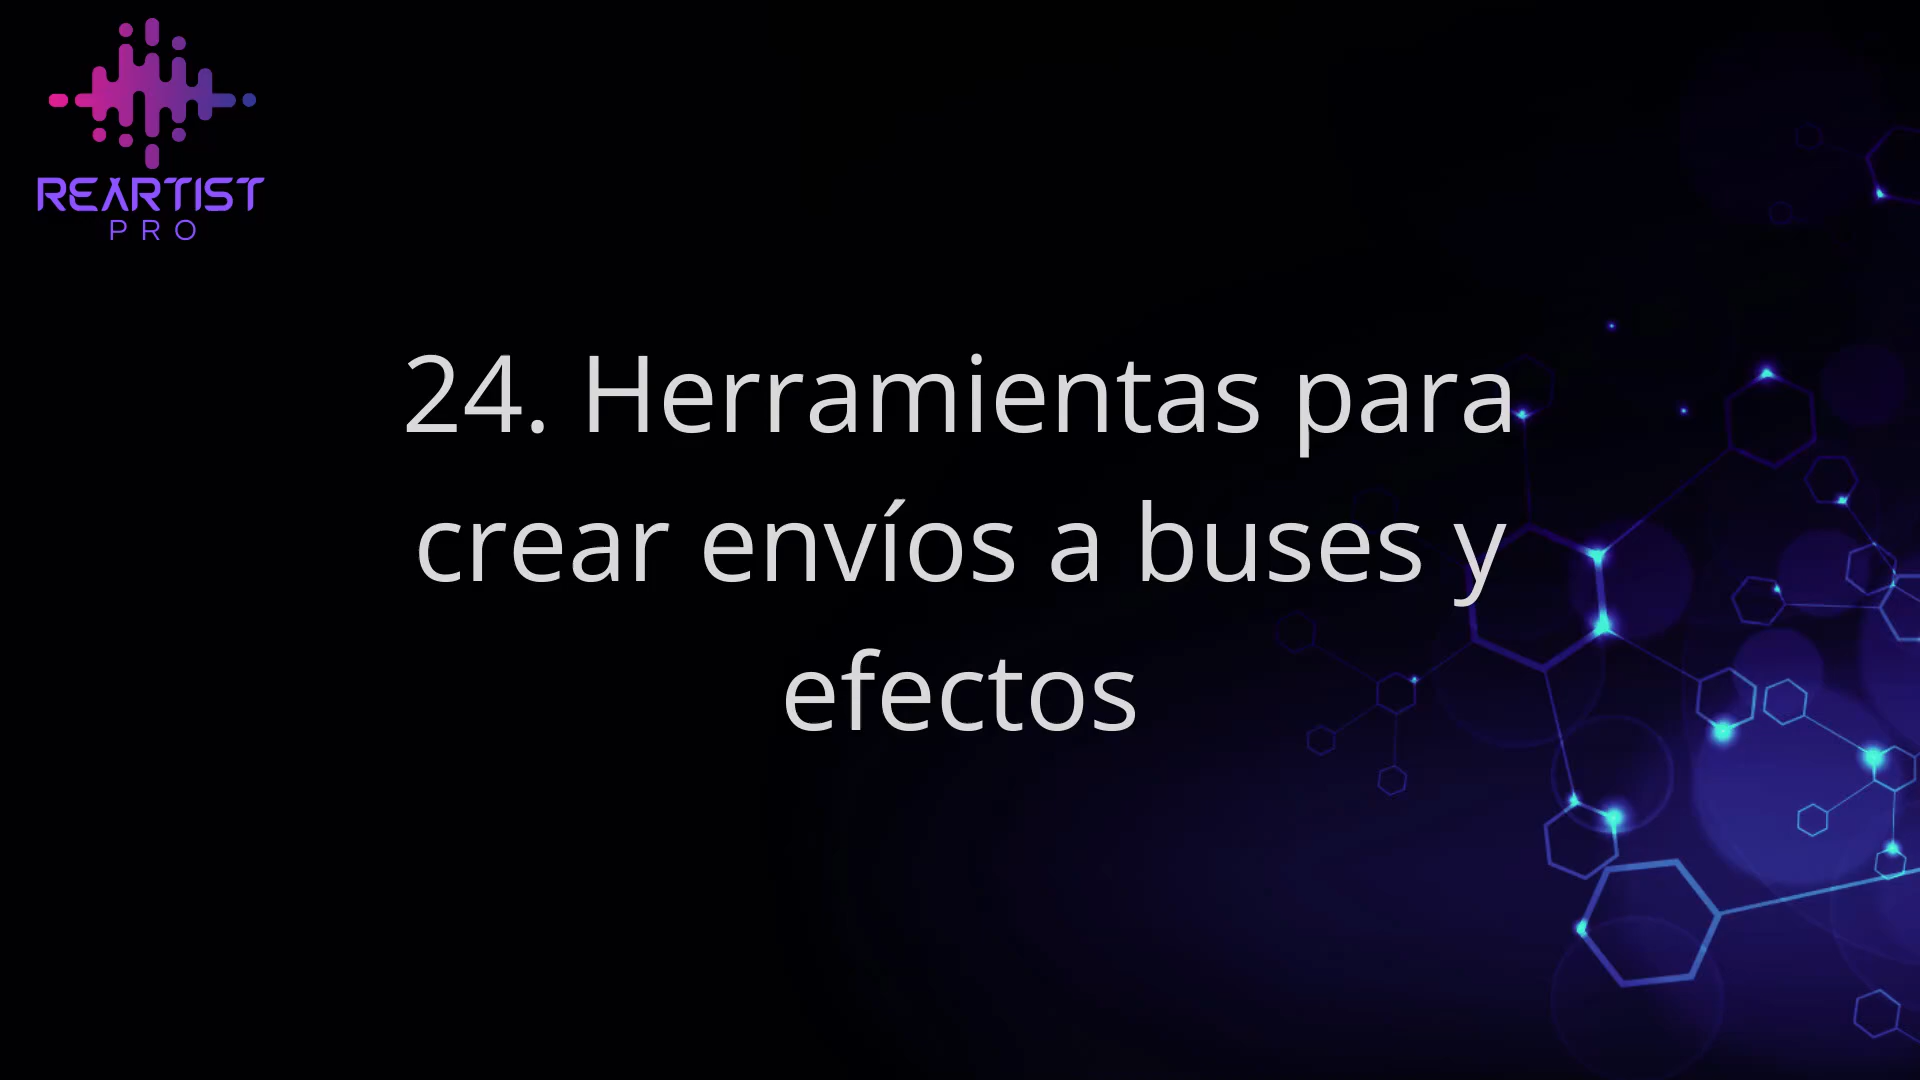 REARTIST
PRO
24. Herramientas para
crear envíos a buses y
efectos